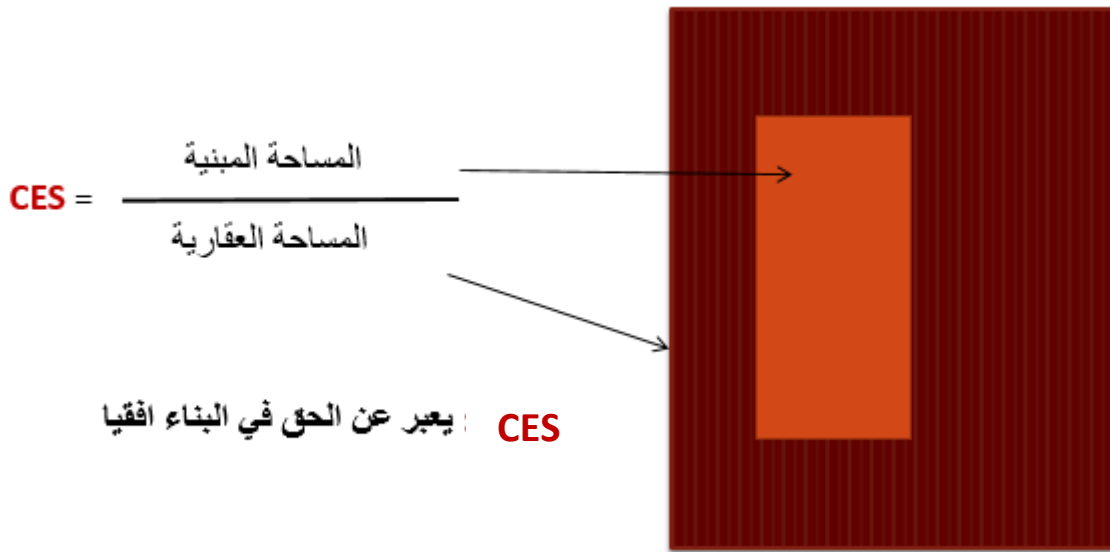 المساحة المبنية
CES =
المساحة العقارية
CES : يعبر عن الحق في البناء افقيا